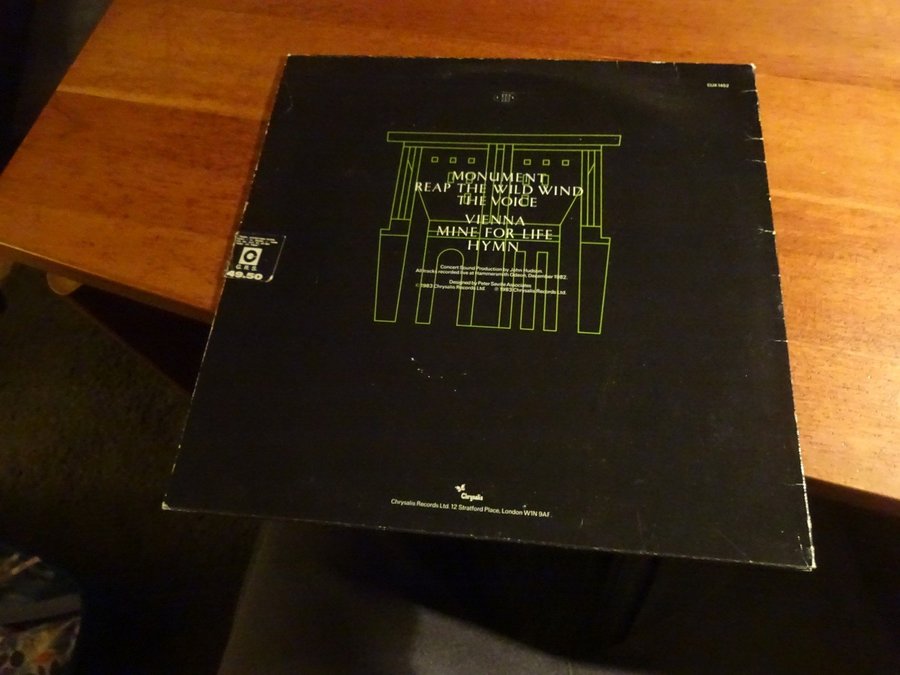 CUX 1452
MONUMENT
REAP THE WILD WIND
THE VOICE
VIENNA
MINE FOR LIFE
HYMN
Concert Sound Production by John Hudson.
All tracks recorded live at Hammersmith Odeon, December 1982.
Designed by Peter Saville Associates
© 1983 Chrysalis Records Ltd. ℗ 1983 Chrysalis Records Ltd.
G.R.S.
49.50
Chrysalis
Chrysalis Records Ltd. 12 Stratford Place, London W1N 9AF.